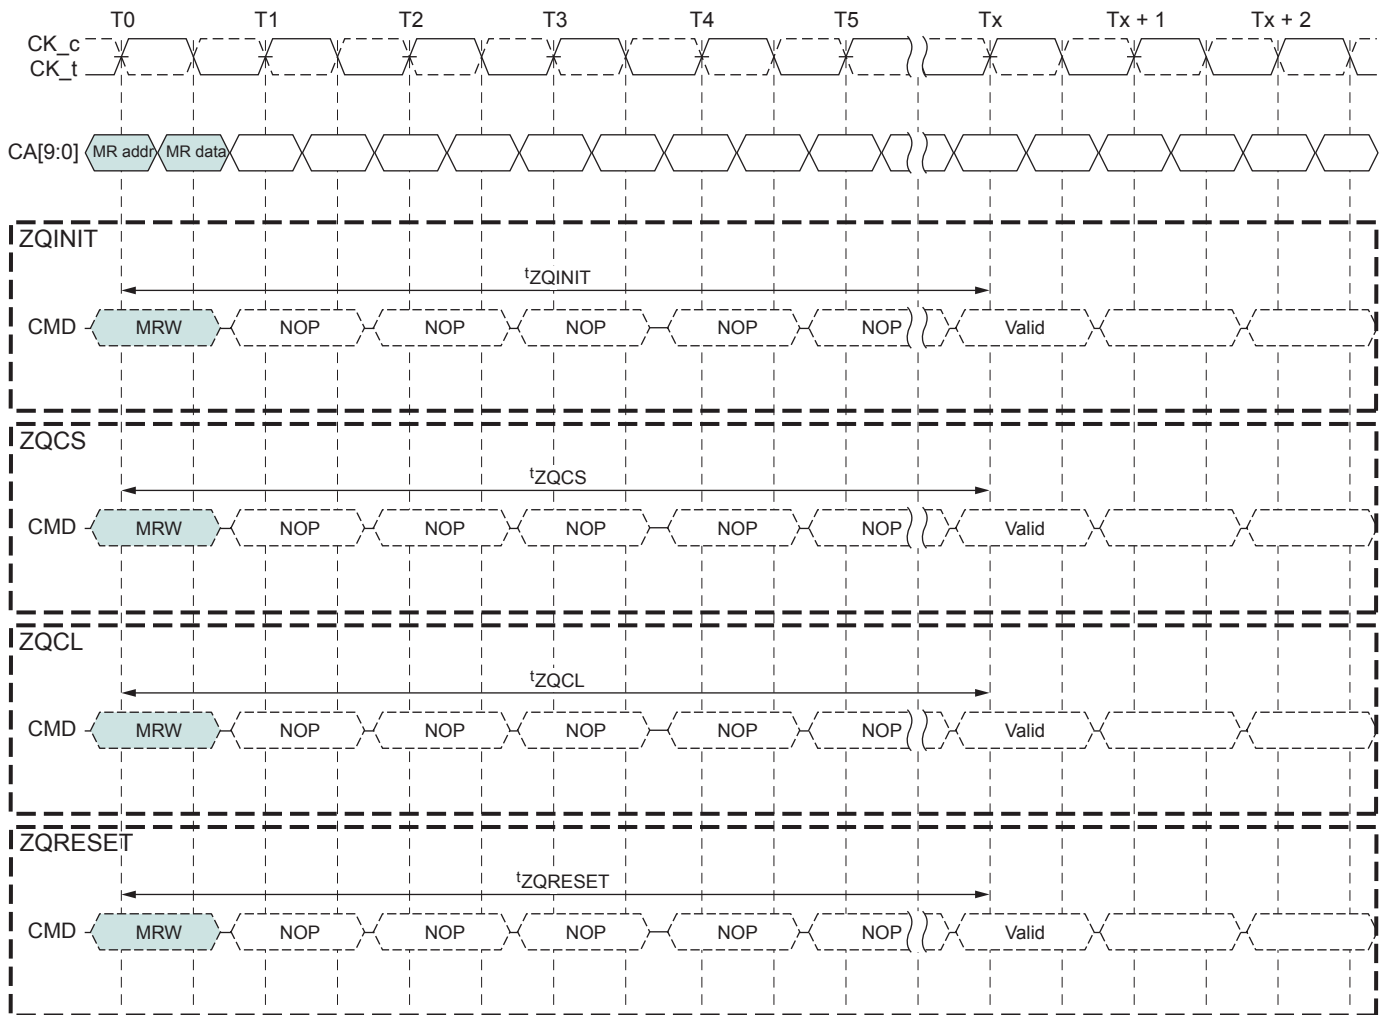 T0 T1 T2 T3 T4 T5 Tx Tx + 1 Tx + 2
CK_c
CK_t
CA[9:0] MR addr MR data
ZQINIT
tZQINIT
CMD MRW NOP NOP NOP NOP NOP Valid
ZQCS
tZQCS
CMD MRW NOP NOP NOP NOP NOP Valid
ZQCL
tZQCL
CMD MRW NOP NOP NOP NOP NOP Valid
ZQRESET
tZQRESET
CMD MRW NOP NOP NOP NOP NOP Valid